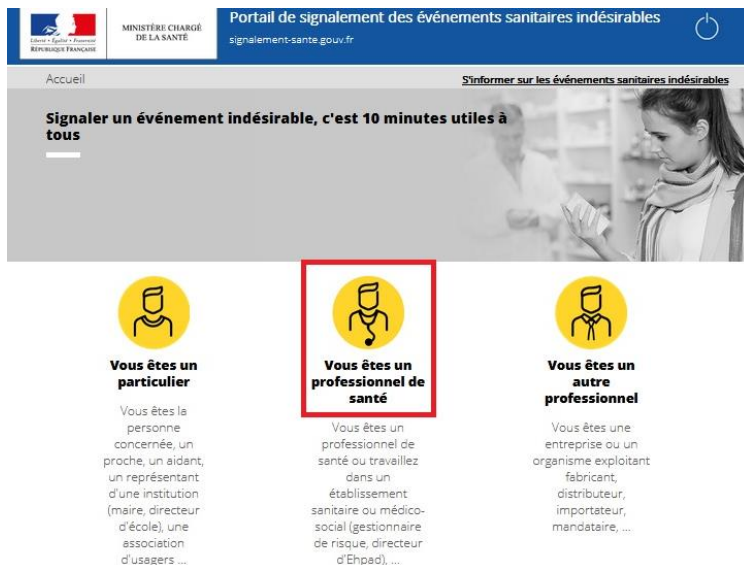 Portail de signalement des événements sanitaires indésirables
signalement-sante.gouv.fr
MINISTÈRE CHARGÉ
DE LA SANTÉ
Liberté • Égalité • Fraternité
RÉPUBLIQUE FRANÇAISE
Accueil
S'informer sur les événements sanitaires indésirables
Signaler un événement indésirable, c'est 10 minutes utiles à
tous
Vous êtes un
particulier
Vous êtes la
personne
concernée, un
proche, un aidant,
un représentant
d'une institution
(maire, directeur
d'école), une
association
d'usagers ...
Vous êtes un
professionnel de
santé
Vous êtes un
professionnel de
santé ou travaillez
dans un
établissement
sanitaire ou médico-
social (gestionnaire
de risque, directeur
d'Ehpad), ...
Vous êtes un
autre
professionnel
Vous êtes une
entreprise ou un
organisme exploitant
fabricant,
distributeur,
importateur,
mandataire, ...